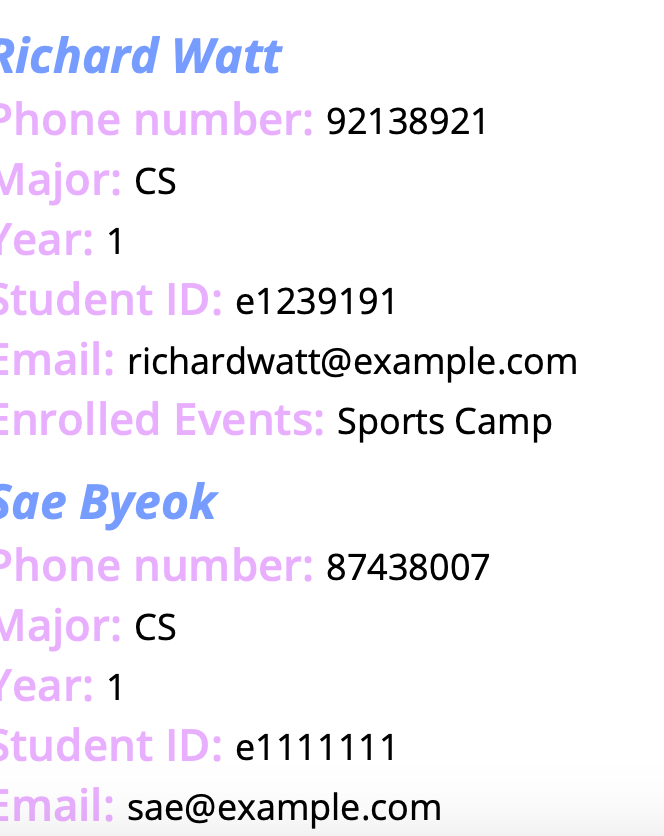 Richard Watt
Phone number: 92138921
Major: CS
Year: 1
Student ID: e1239191
Email: richardwatt@example.com
Enrolled Events: Sports Camp
Sae Byeok
Phone number: 87438007
Major: CS
Year: 1
Student ID: e1111111
Email: sae@example.com